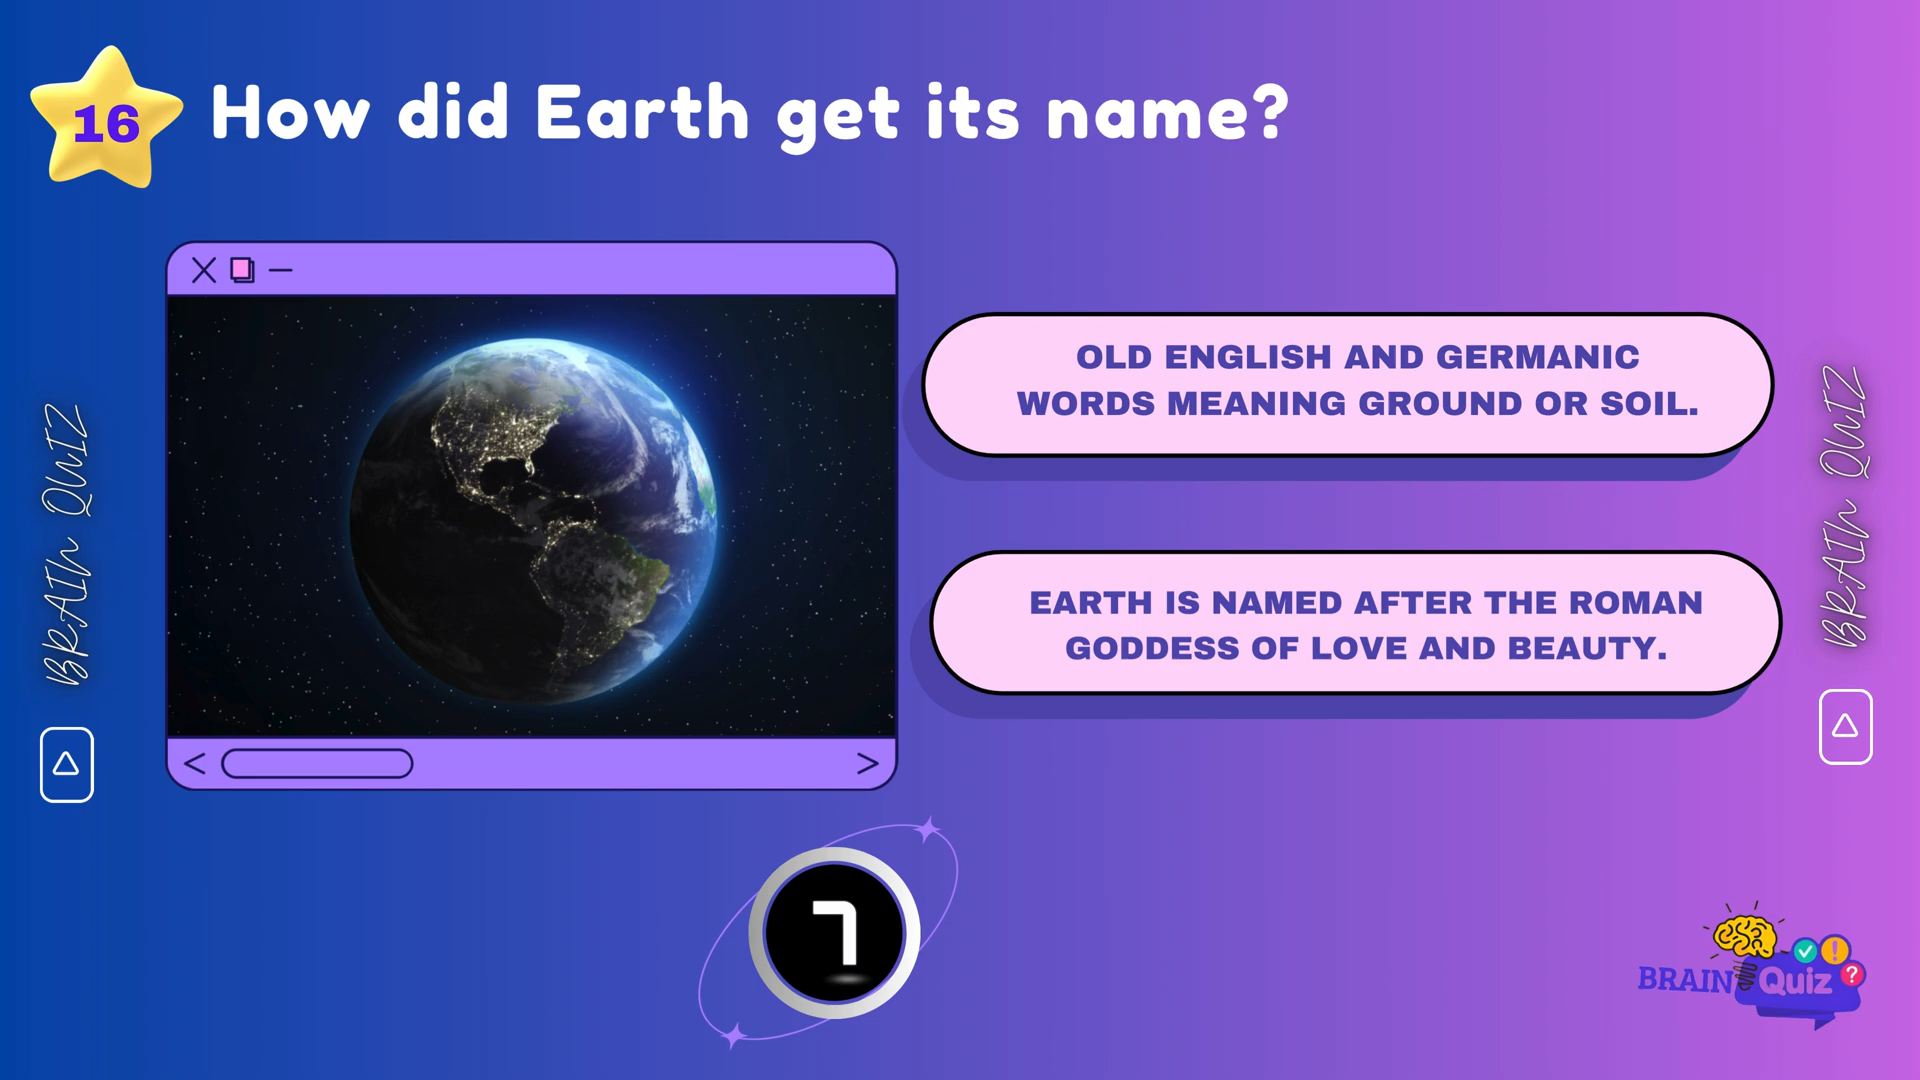 16
How did Earth get its name?
OLD ENGLISH AND GERMANIC
WORDS MEANING GROUND OR SOIL.
EARTH IS NAMED AFTER THE ROMAN
GODDESS OF LOVE AND BEAUTY.
BRAIN QUIZ
BRAIN QUIZ
7
BRAIN Quiz